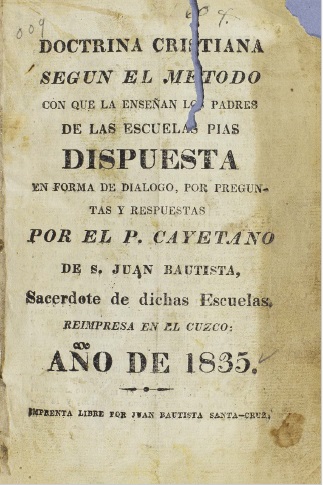 009
604.
DOCTRINA CRISTIANA
SEGUN EL METODO
CON QUE LA ENSEÑAN LOS PADRES
DE LAS ESCUELAS PIAS
DISPUESTA
EN FORMA DE DIALOGO, POR PREGUN-
TAS Y RESPUESTAS
POR EL P. CAYETANO
DE S. JUAN BAUTISTA,
Sacerdote de dichas Escuelas.
REIMPRESA EN EL CUZCO:
AÑO DE 1835.
IMPRENTA LIBRE POR JUAN BAUTISTA SANTA-CRUZ;